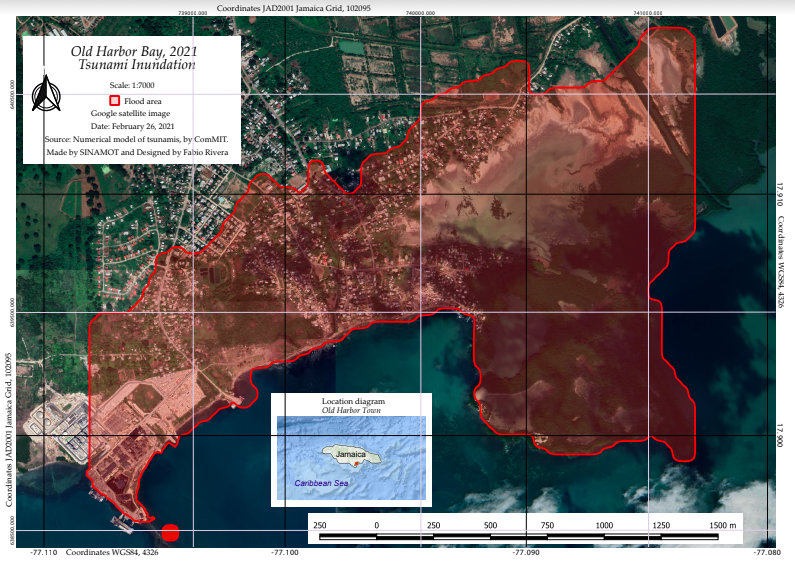 Coordinates JAD2001 Jamaica Grid, 102095
739000.000
740000.000
741000.000
Old Harbor Bay, 2021
Tsunami Inundation
Scale: 1:7000
Flood area
Google satellite image
Date: February 26, 2021
Source: Numerical model of tsunamis, by ComMIT.
Made by SINAMOT and Designed by Fabio Rivera
640500.000
639500.000
638500.000
Coordinates JAD2001 Jamaica Grid, 102095
17.910
Coordinates WGS84, 4326
17.900
Location diagram
Old Harbor Town
Jamaica
Caribbean Sea
250 0 250 500 750 1000 1250 1500 m
-77.110 Coordinates WGS84, 4326 -77.100 -77.090 -77.080